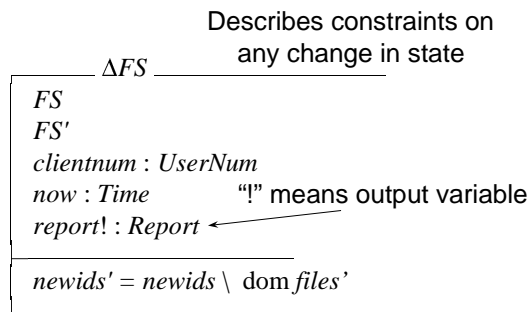 Describes constraints on
any change in state
ΔFS
FS
FS'
clientnum : UserNum
now : Time “!” means output variable
report! : Report
newids' = newids \ dom files’